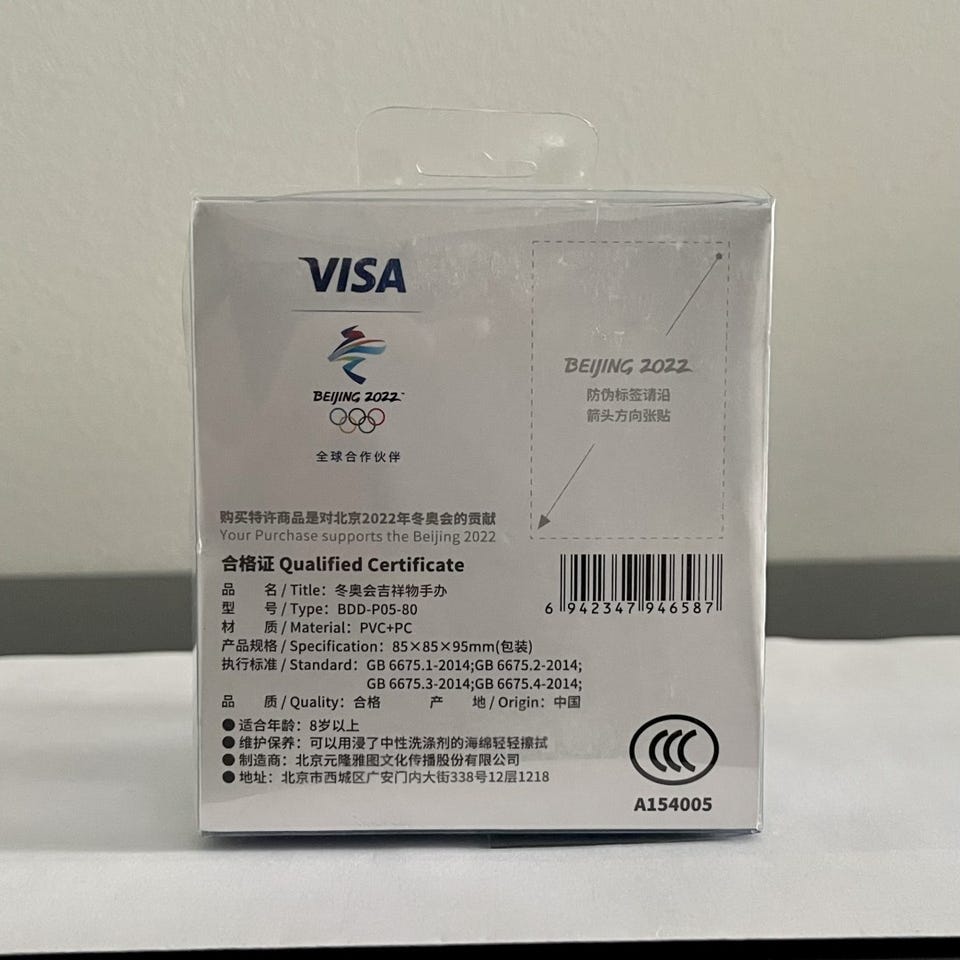 VISA
BEIJING 2022™
全球合作伙伴
BEIJING 2022
防伪标签请沿
箭头方向张贴
购买特许商品是对北京2022年冬奥会的贡献
Your Purchase supports the Beijing 2022
合格证 Qualified Certificate
品 名 / Title：冬奥会吉祥物手办
型 号 / Type：BDD-P05-80
材 质 / Material：PVC+PC
产品规格 / Specification：85×85×95mm(包装)
执行标准 / Standard：GB 6675.1-2014;GB 6675.2-2014;
GB 6675.3-2014;GB 6675.4-2014;
品 质 / Quality：合格 产 地 / Origin：中国
● 适合年龄：8岁以上
● 维护保养：可以用浸了中性洗涤剂的海绵轻轻擦拭
● 制造商：北京元隆雅图文化传播股份有限公司
● 地址：北京市西城区广安门内大街338号12层1218
6 942347 946587
CCC
A154005